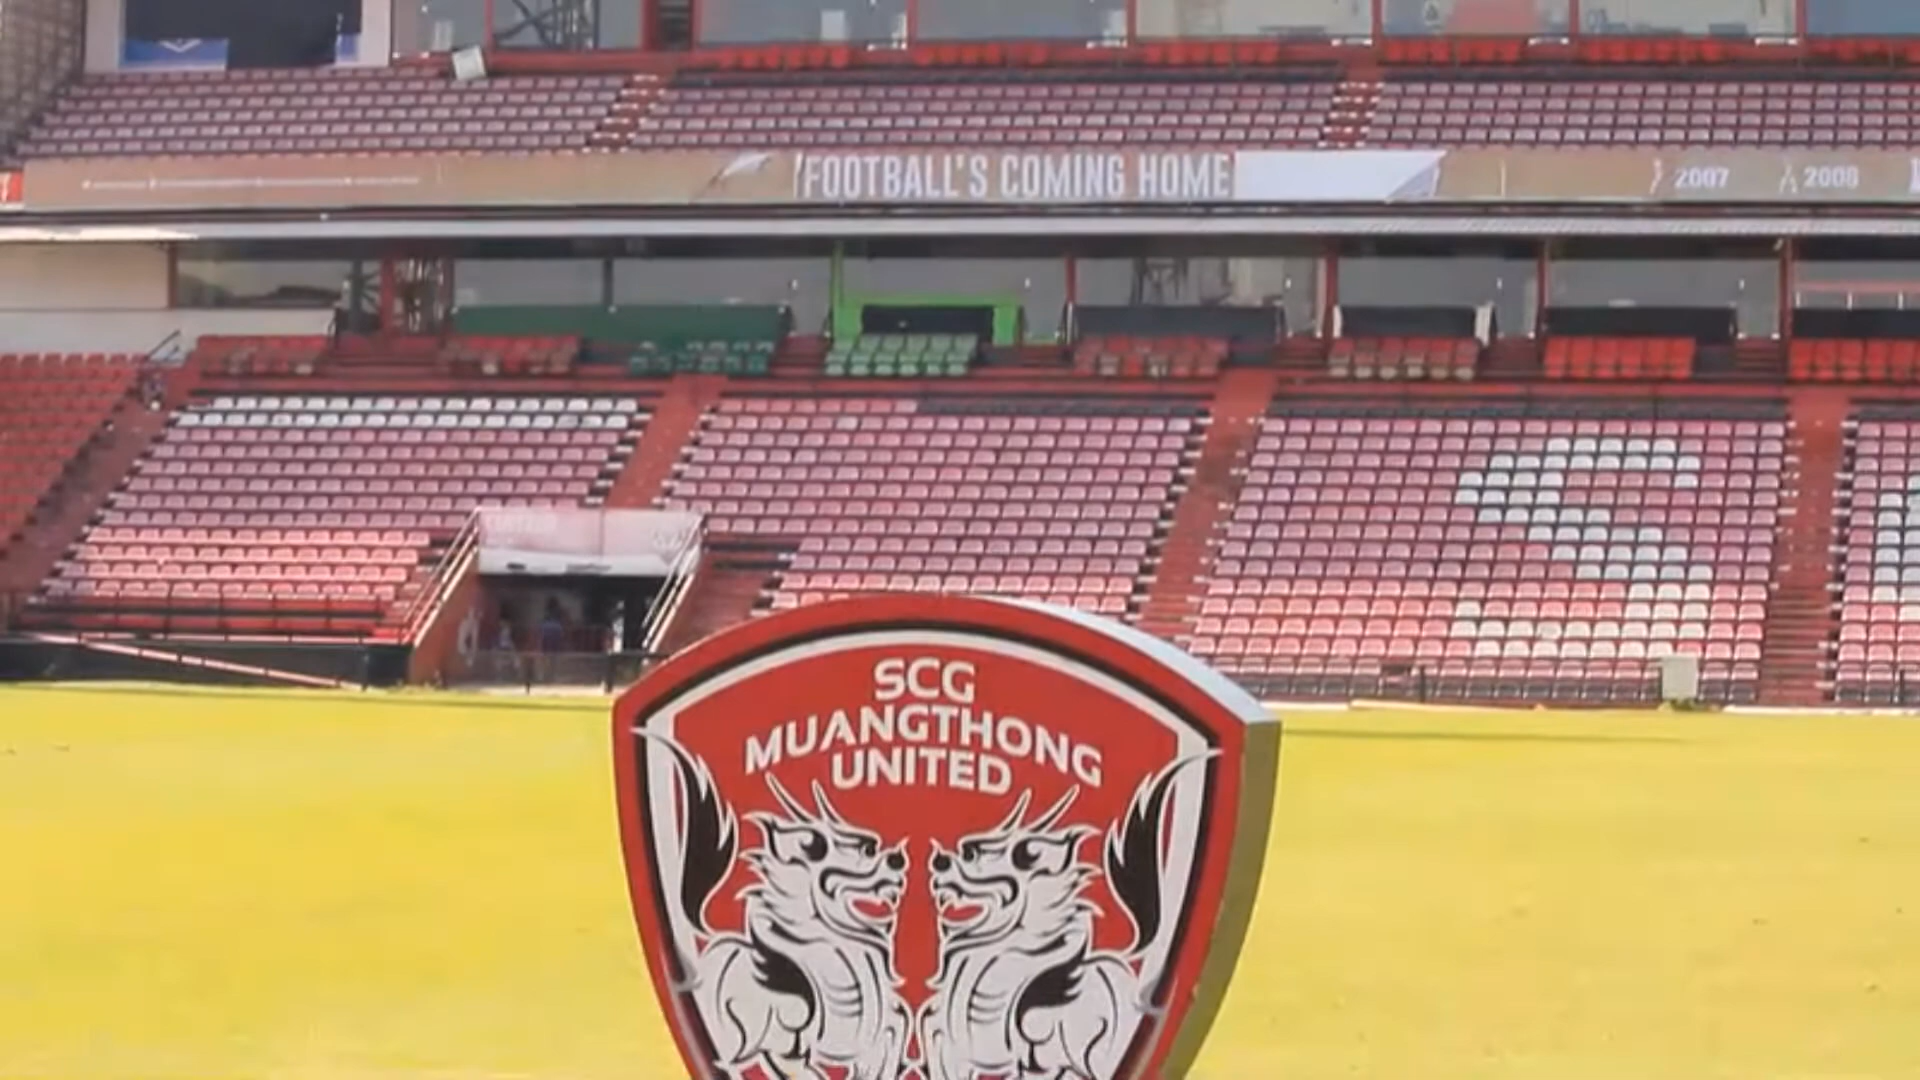 FOOTBALL'S COMING HOME
2007
2008
SCG
MUANGTHONG
UNITED